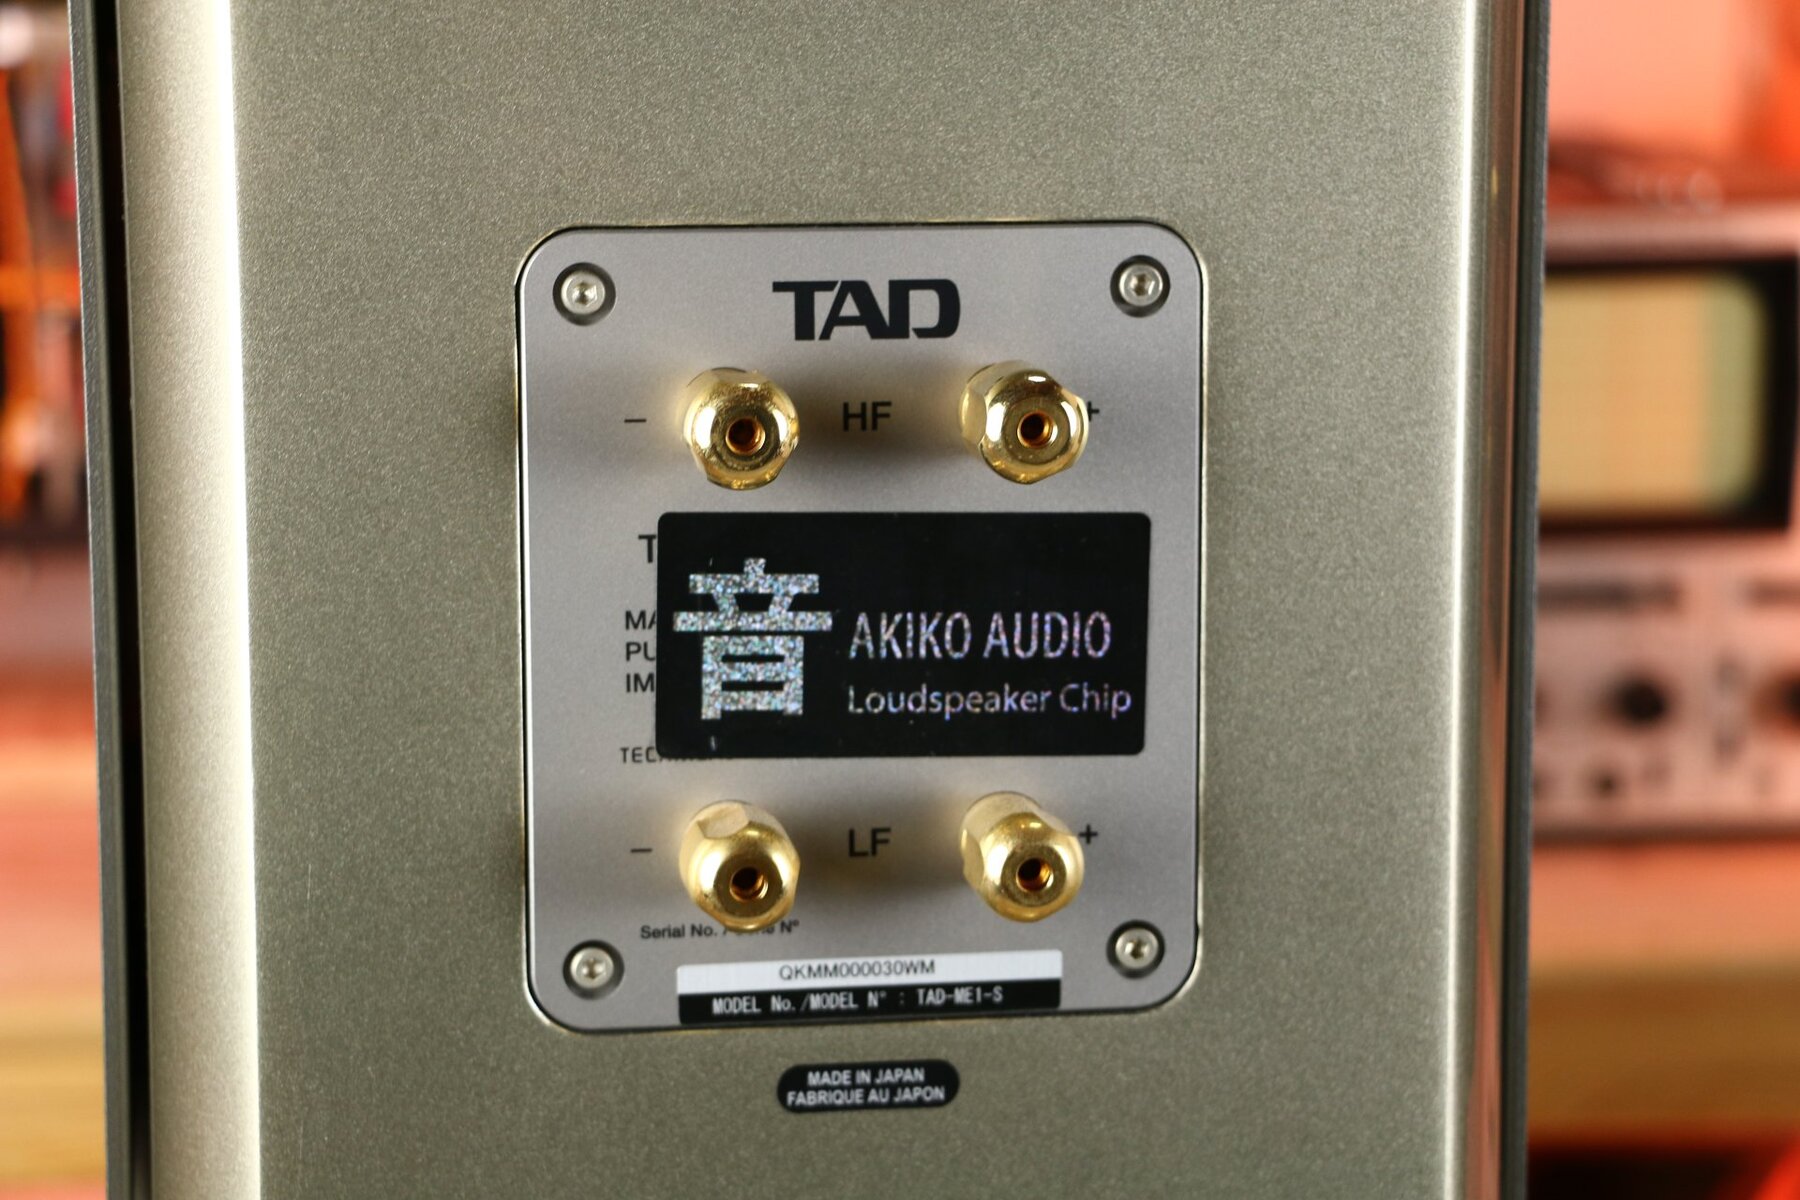 TAD
– HF +
音 AKIKO AUDIO
Loudspeaker Chip
– LF +
Serial No. / N°
QKMM000030WM
MODEL No./MODEL N° : TAD-ME1-S
MADE IN JAPAN
FABRIQUE AU JAPON